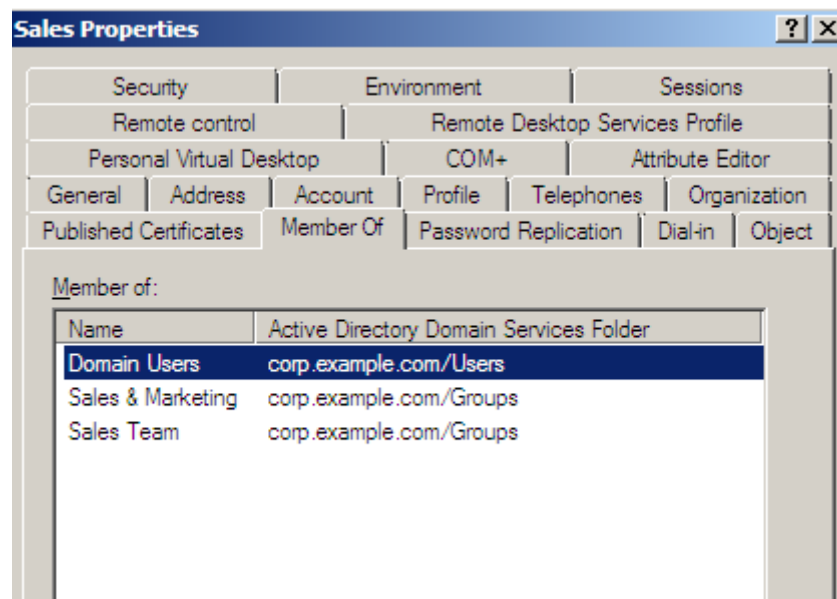 Sales Properties ? X
Security Environment Sessions
Remote control Remote Desktop Services Profile
Personal Virtual Desktop COM+ Attribute Editor
General Address Account Profile Telephones Organization
Published Certificates Member Of Password Replication Dial-in Object
Member of:
Name Active Directory Domain Services Folder
Domain Users corp.example.com/Users
Sales & Marketing corp.example.com/Groups
Sales Team corp.example.com/Groups